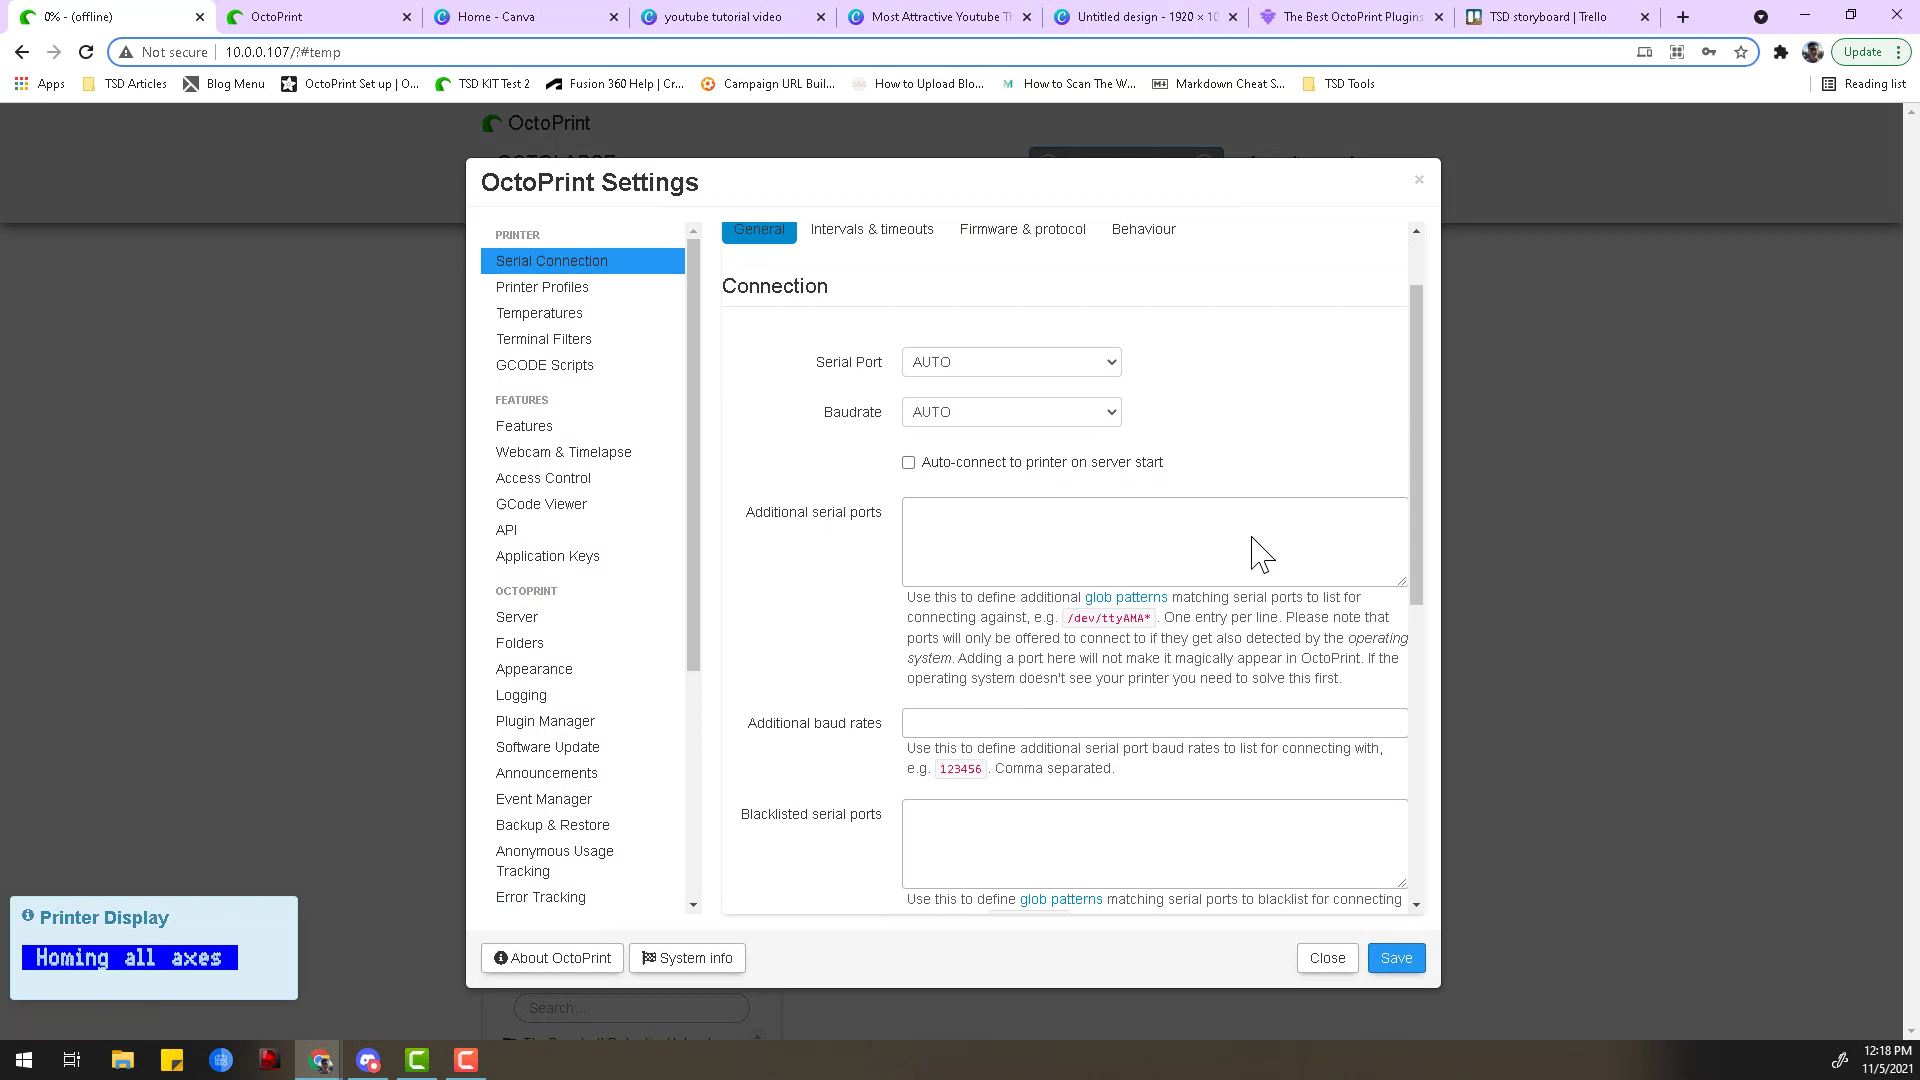 0% - (offline)
OctoPrint
Home - Canva
youtube tutorial video
Most Attractive Youtube Th
Untitled design - 1920 × 10
The Best OctoPrint Plugins
TSD storyboard | Trello
Not secure
10.0.0.107/?#temp
Update
Apps
TSD Articles
Blog Menu
OctoPrint Set up | O...
TSD KIT Test 2
Fusion 360 Help | Cr...
Campaign URL Buil...
How to Upload Blo...
How to Scan The W...
Markdown Cheat S...
TSD Tools
Reading list
OctoPrint
OctoPrint Settings
PRINTER
Serial Connection
Printer Profiles
Temperatures
Terminal Filters
GCODE Scripts
FEATURES
Features
Webcam & Timelapse
Access Control
GCode Viewer
API
Application Keys
OCTOPRINT
Server
Folders
Appearance
Logging
Plugin Manager
Software Update
Announcements
Event Manager
Backup & Restore
Anonymous Usage
Tracking
Error Tracking
General
Intervals & timeouts
Firmware & protocol
Behaviour
Connection
Serial Port
AUTO
Baudrate
AUTO
Auto-connect to printer on server start
Additional serial ports
Use this to define additional glob patterns matching serial ports to list for
connecting against, e.g. /dev/ttyAMA* . One entry per line. Please note that
ports will only be offered to connect to if they get also detected by the operating
system. Adding a port here will not make it magically appear in OctoPrint. If the
operating system doesn't see your printer you need to solve this first.
Additional baud rates
Use this to define additional serial port baud rates to list for connecting with,
e.g. 123456 . Comma separated.
Blacklisted serial ports
Use this to define glob patterns matching serial ports to blacklist for connecting
About OctoPrint
System info
Close
Save
Printer Display
Homing all axes
Search...
12:18 PM
11/5/2021